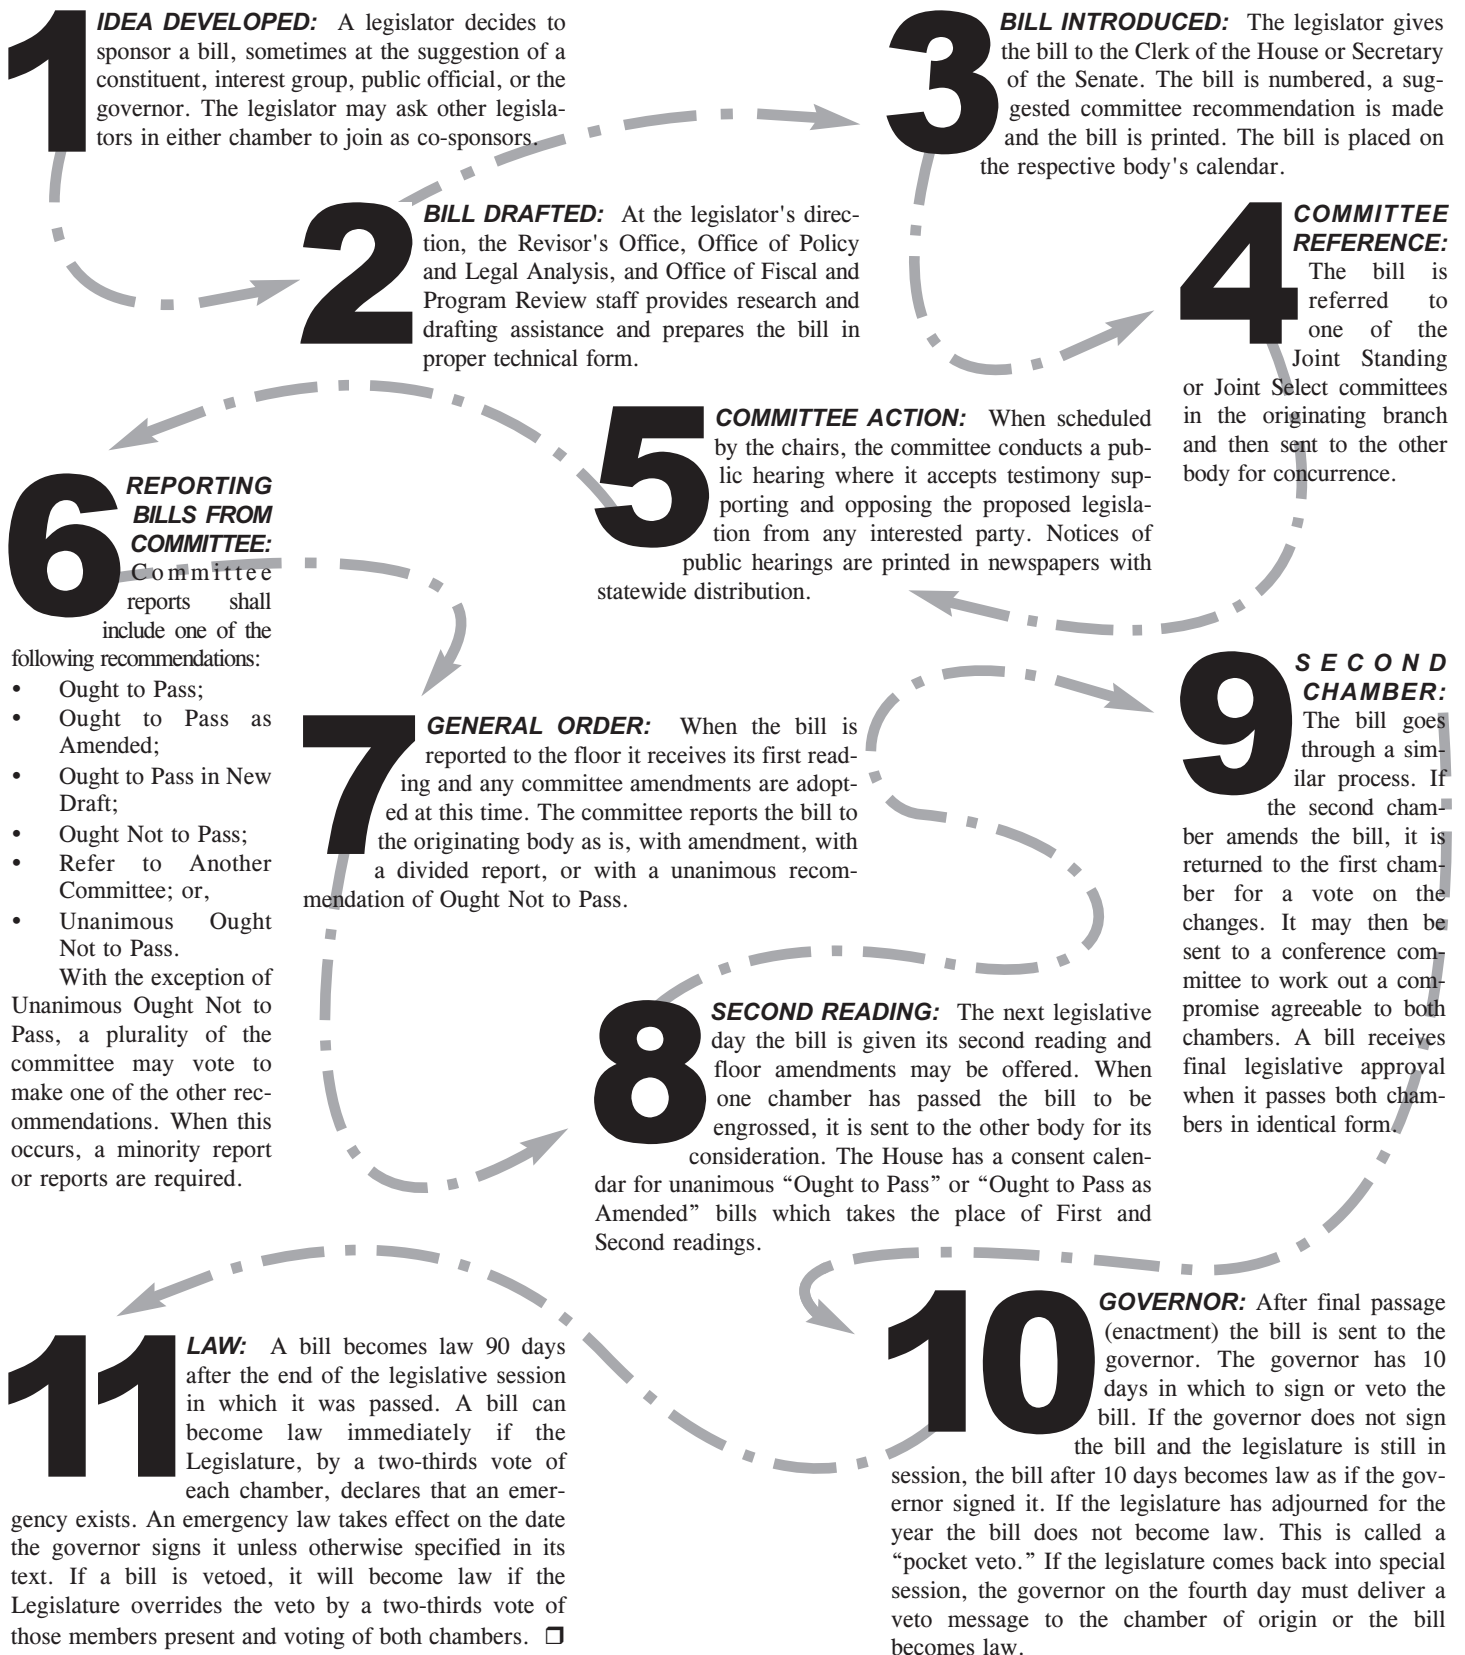 1
IDEA DEVELOPED: A legislator decides to
sponsor a bill, sometimes at the suggestion of a
constituent, interest group, public official, or the
governor. The legislator may ask other legisla-
tors in either chamber to join as co-sponsors.
2
BILL DRAFTED: At the legislator's direc-
tion, the Revisor's Office, Office of Policy
and Legal Analysis, and Office of Fiscal and
Program Review staff provides research and
drafting assistance and prepares the bill in
proper technical form.
3
BILL INTRODUCED: The legislator gives
the bill to the Clerk of the House or Secretary
of the Senate. The bill is numbered, a sug-
gested committee recommendation is made
and the bill is printed. The bill is placed on
the respective body's calendar.
4
COMMITTEE
REFERENCE:
The bill is
referred to
one of the
Joint Standing
or Joint Select committees
in the originating branch
and then sent to the other
body for concurrence.
5
COMMITTEE ACTION: When scheduled
by the chairs, the committee conducts a pub-
lic hearing where it accepts testimony sup-
porting and opposing the proposed legisla-
tion from any interested party. Notices of
public hearings are printed in newspapers with
statewide distribution.
6
REPORTING
BILLS FROM
COMMITTEE:
Committee
reports shall
include one of the
following recommendations:
• Ought to Pass;
• Ought to Pass as
Amended;
• Ought to Pass in New
Draft;
• Ought Not to Pass;
• Refer to Another
Committee; or,
• Unanimous Ought
Not to Pass.
With the exception of
Unanimous Ought Not to
Pass, a plurality of the
committee may vote to
make one of the other rec-
ommendations. When this
occurs, a minority report
or reports are required.
7
GENERAL ORDER: When the bill is
reported to the floor it receives its first read-
ing and any committee amendments are adopt-
ed at this time. The committee reports the bill to
the originating body as is, with amendment, with
a divided report, or with a unanimous recom-
mendation of Ought Not to Pass.
8
SECOND READING: The next legislative
day the bill is given its second reading and
floor amendments may be offered. When
one chamber has passed the bill to be
engrossed, it is sent to the other body for its
consideration. The House has a consent calen-
dar for unanimous “Ought to Pass” or “Ought to Pass as
Amended” bills which takes the place of First and
Second readings.
9
SECOND
CHAMBER:
The bill goes
through a sim-
ilar process. If
the second cham-
ber amends the bill, it is
returned to the first cham-
ber for a vote on the
changes. It may then be
sent to a conference com-
mittee to work out a com-
promise agreeable to both
chambers. A bill receives
final legislative approval
when it passes both cham-
bers in identical form.
10
GOVERNOR: After final passage
(enactment) the bill is sent to the
governor. The governor has 10
days in which to sign or veto the
bill. If the governor does not sign
the bill and the legislature is still in
session, the bill after 10 days becomes law as if the gov-
ernor signed it. If the legislature has adjourned for the
year the bill does not become law. This is called a
“pocket veto.” If the legislature comes back into special
session, the governor on the fourth day must deliver a
veto message to the chamber of origin or the bill
becomes law.
11
LAW: A bill becomes law 90 days
after the end of the legislative session
in which it was passed. A bill can
become law immediately if the
Legislature, by a two-thirds vote of
each chamber, declares that an emer-
gency exists. An emergency law takes effect on the date
the governor signs it unless otherwise specified in its
text. If a bill is vetoed, it will become law if the
Legislature overrides the veto by a two-thirds vote of
those members present and voting of both chambers. ❒